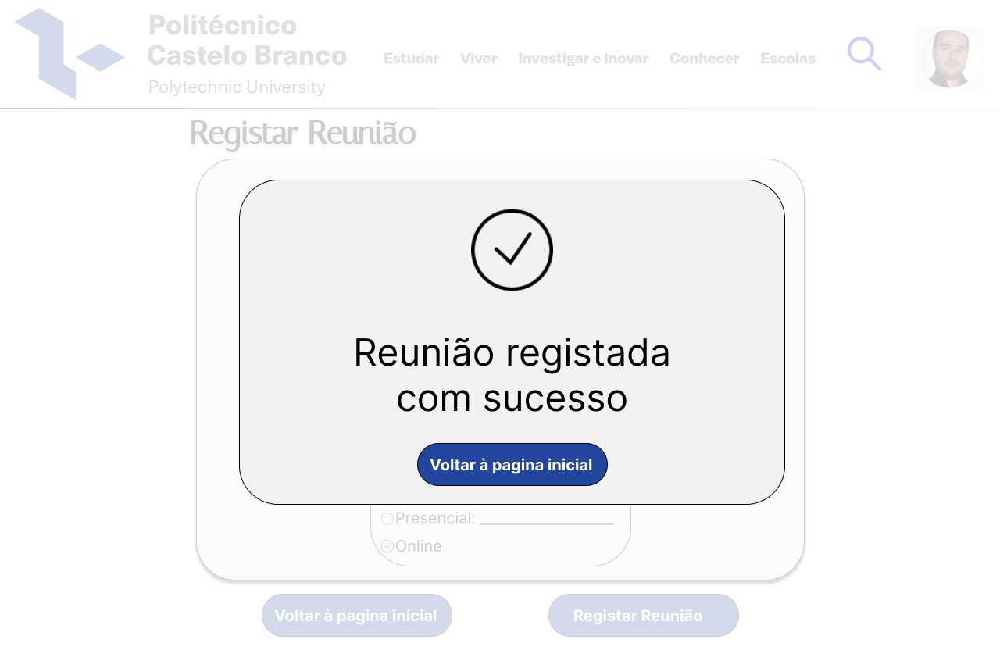 Politécnico
Castelo Branco
Polytechnic University
Estudar Viver Investigar e Inovar Conhecer Escolas
Registar Reunião
Reunião registada
com sucesso
Voltar à pagina inicial
Presencial: _______________
Online
Voltar à pagina inicial Registar Reunião